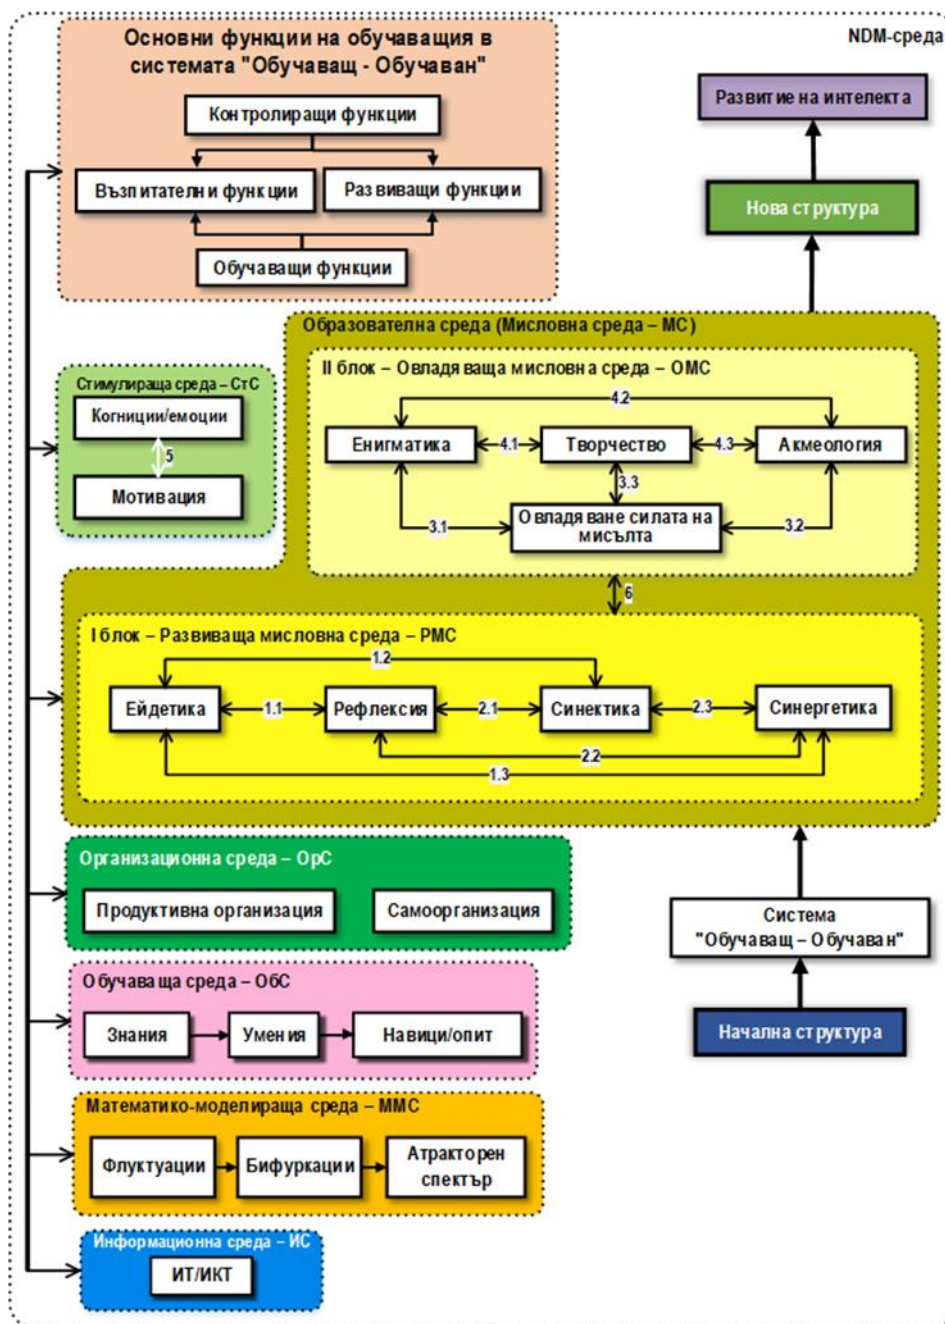 NDM-среда
Основни функции на обучаващия в
системата "Обучаващ - Обучаван"
Контролиращи функции
Възпитателни функции
Развиващи функции
Обучаващи функции
Развитие на интелекта
Нова структура
Образователна среда (Мисловна среда – МС)
II блок – Овладяваща мисловна среда – ОМС
4.2
Енигматика
4.1
Творчество
4.3
Акмеология
3.3
3.1
Овладяване силата на
мисълта
3.2
Стимулираща среда – СтС
Когниции/емоции
5
Мотивация
6
I блок – Развиваща мисловна среда – РМС
1.2
Ейдетика
1.1
Рефлексия
2.1
Синектика
2.3
Синергетика
2.2
1.3
Организационна среда – ОрС
Продуктивна организация
Самоорганизация
Система
"Обучаващ – Обучаван"
Начална структура
Обучаваща среда – ОбС
Знания
Умения
Навици/опит
Математико-моделираща среда – ММС
Флуктуации
Бифуркации
Атракторен
спектър
Информационна среда – ИС
ИТ/ИКТ